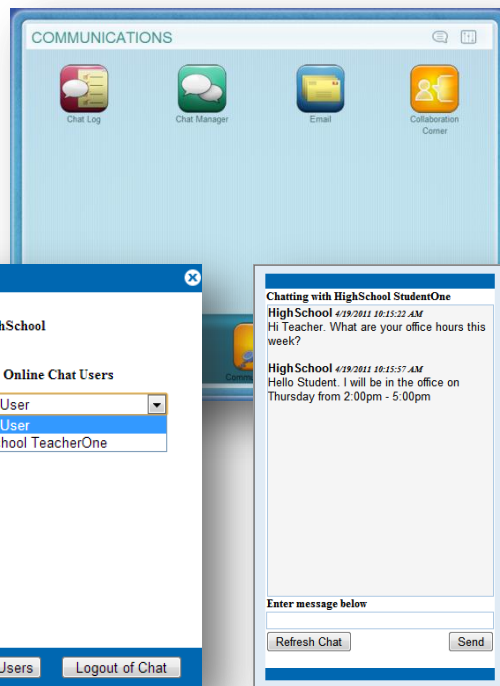 COMMUNICATIONS
Chat Log
Chat Manager
Email
Collaboration
Corner
hSchool
Online Chat Users
User
User
hool TeacherOne
Users
Logout of Chat
Chatting with HighSchool StudentOne
HighSchool 4/19/2011 10:15:22 AM
Hi Teacher. What are your office hours this
week?
HighSchool 4/19/2011 10:15:57 AM
Hello Student. I will be in the office on
Thursday from 2:00pm - 5:00pm
Enter message below
Refresh Chat
Send